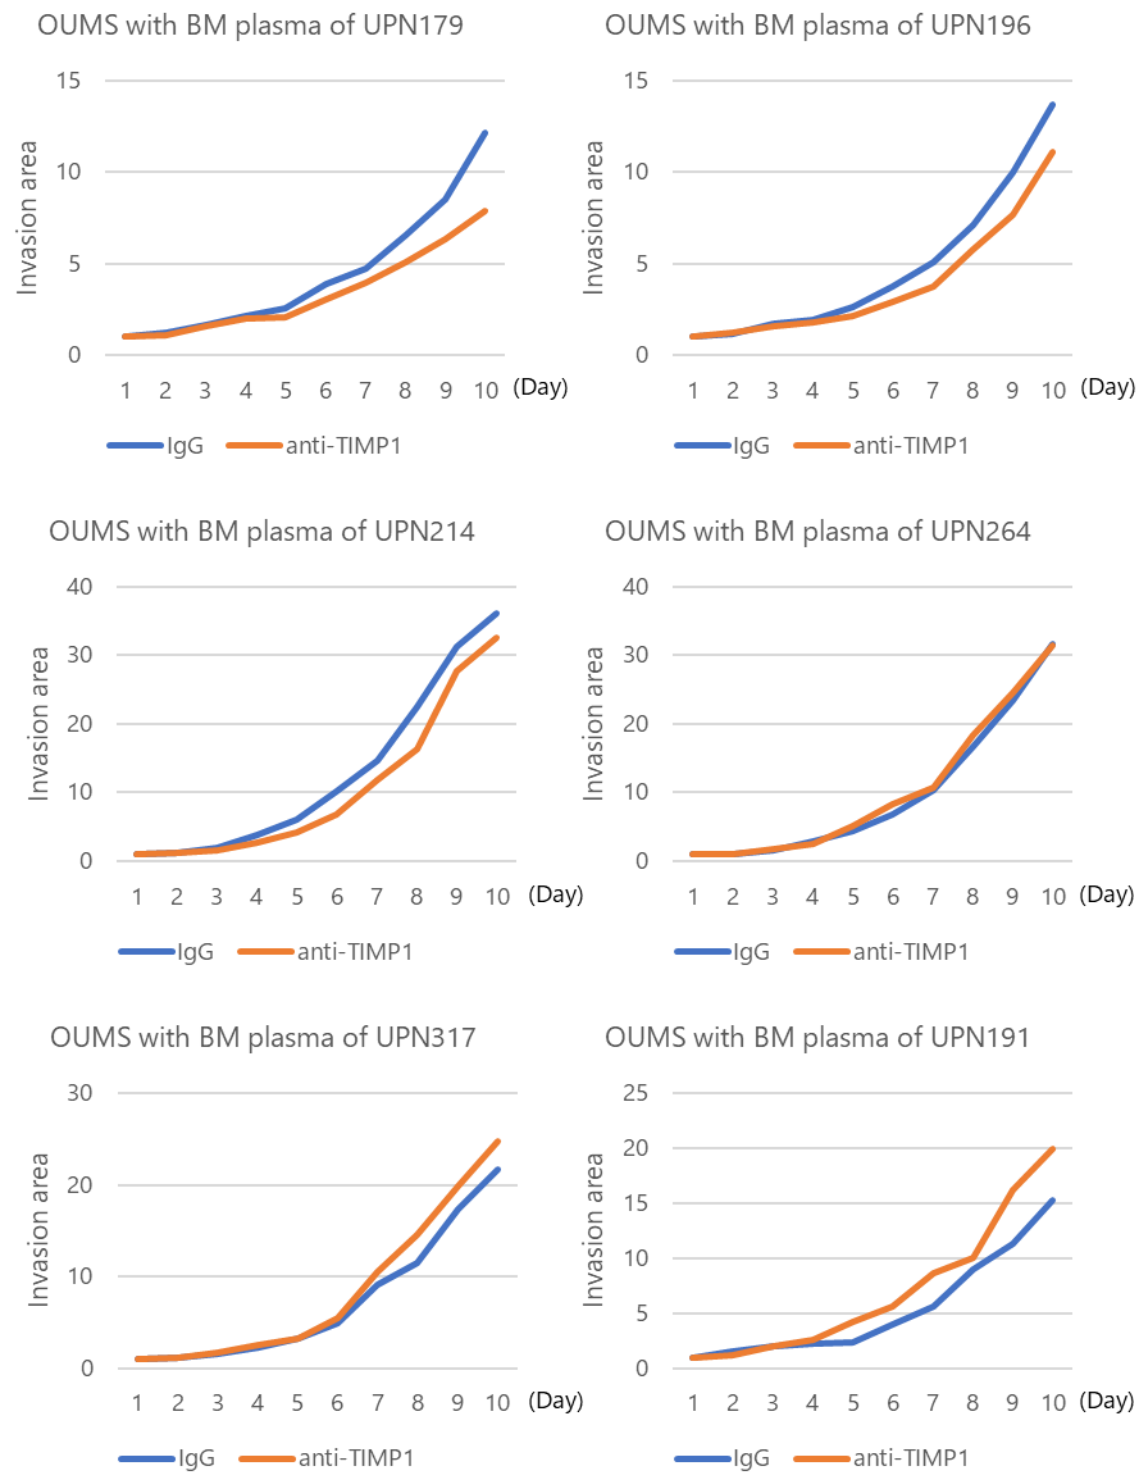 OUMS with BM plasma of UPN179
15
10
5
0
Invasion area
1 2 3 4 5 6 7 8 9 10 (Day)
IgG anti-TIMP1
OUMS with BM plasma of UPN196
15
10
5
0
Invasion area
1 2 3 4 5 6 7 8 9 10 (Day)
IgG anti-TIMP1
OUMS with BM plasma of UPN214
40
30
20
10
0
Invasion area
1 2 3 4 5 6 7 8 9 10 (Day)
IgG anti-TIMP1
OUMS with BM plasma of UPN264
40
30
20
10
0
Invasion area
1 2 3 4 5 6 7 8 9 10 (Day)
IgG anti-TIMP1
OUMS with BM plasma of UPN317
30
20
10
0
Invasion area
1 2 3 4 5 6 7 8 9 10 (Day)
IgG anti-TIMP1
OUMS with BM plasma of UPN191
25
20
15
10
5
0
Invasion area
1 2 3 4 5 6 7 8 9 10 (Day)
IgG anti-TIMP1